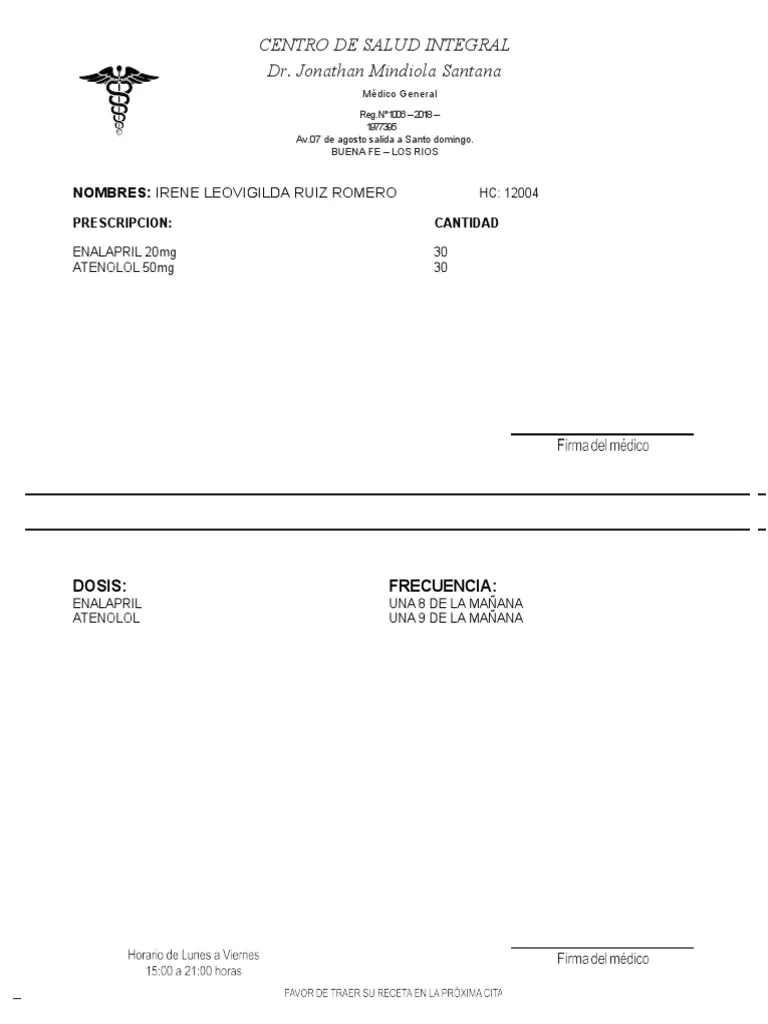 CENTRO DE SALUD INTEGRAL
Dr. Jonathan Mindiola Santana
Médico General
Reg.N°1006 – 2018 –
1977395
Av.07 de agosto salida a Santo domingo.
BUENA FE – LOS RIOS
NOMBRES: IRENE LEOVIGILDA RUIZ ROMERO HC: 12004
PRESCRIPCION: CANTIDAD
ENALAPRIL 20mg 30
ATENOLOL 50mg 30
Firma del médico
DOSIS: FRECUENCIA:
ENALAPRIL UNA 8 DE LA MAÑANA
ATENOLOL UNA 9 DE LA MAÑANA
Horario de Lunes a Viernes
15:00 a 21:00 horas
Firma del médico
FAVOR DE TRAER SU RECETA EN LA PRÓXIMA CITA